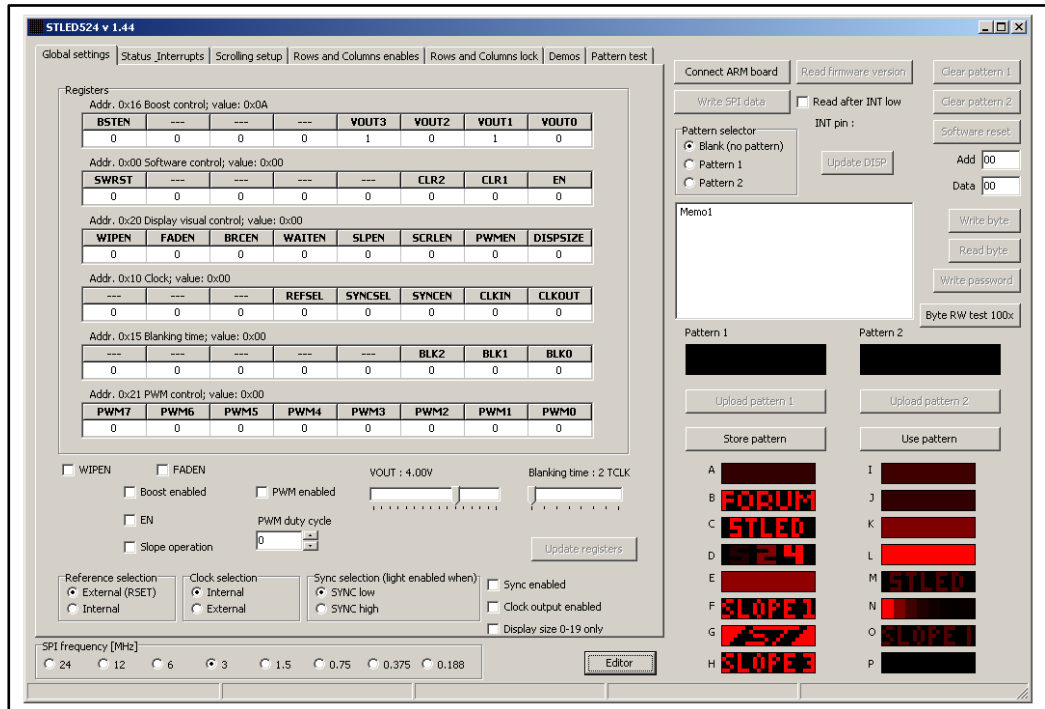 STLED524 v 1.44
Global settings Status_Interrupts Scrolling setup Rows and Columns enables Rows and Columns lock Demos Pattern test
Registers
Addr. 0x16 Boost control; value: 0x0A
BSTEN --- --- --- VOUT3 VOUT2 VOUT1 VOUT0
0 0 0 0 1 0 1 0
Addr. 0x00 Software control; value: 0x00
SWRST --- --- --- --- CLR2 CLR1 EN
0 0 0 0 0 0 0 0
Addr. 0x20 Display visual control; value: 0x00
WIPEN FADEN BRCEN WAITEN SLPEN SCRLEN PWMEN DISPSIZE
0 0 0 0 0 0 0 0
Addr. 0x10 Clock; value: 0x00
--- --- --- REFSEL SYNCSEL SYNCEN CLKIN CLKOUT
0 0 0 0 0 0 0 0
Addr. 0x15 Blanking time; value: 0x00
--- --- --- --- --- BLK2 BLK1 BLK0
0 0 0 0 0 0 0 0
Addr. 0x21 PWM control; value: 0x00
PWM7 PWM6 PWM5 PWM4 PWM3 PWM2 PWM1 PWM0
0 0 0 0 0 0 0 0
WIPEN FADEN VOUT : 4.00V Blanking time : 2 TCLK
Boost enabled PWM enabled
EN PWM duty cycle
0
Slope operation Update registers
Reference selection Clock selection Sync selection (light enabled when)
External (RSET) Internal SYNC low Sync enabled
Internal External SYNC high Clock output enabled
Display size 0-19 only
SPI frequency [MHz]
24 12 6 3 1.5 0.75 0.375 0.188 Editor
Connect ARM board Read firmware version Clear pattern 1
Write SPI data Read after INT low Clear pattern 2
INT pin :
Pattern selector Software reset
Blank (no pattern)
Pattern 1 Update DISP Add 00
Pattern 2 Data 00
Memo1 Write byte
Read byte
Write password
Byte RW test 100x
Pattern 1 Pattern 2
Upload pattern 1 Upload pattern 2
Store pattern Use pattern
A I
B FORUM J
C STLED K
D 524 L
E M STLED
F SLOPE1 N
G /57/ O SLOPE1
H SLOPE3 P